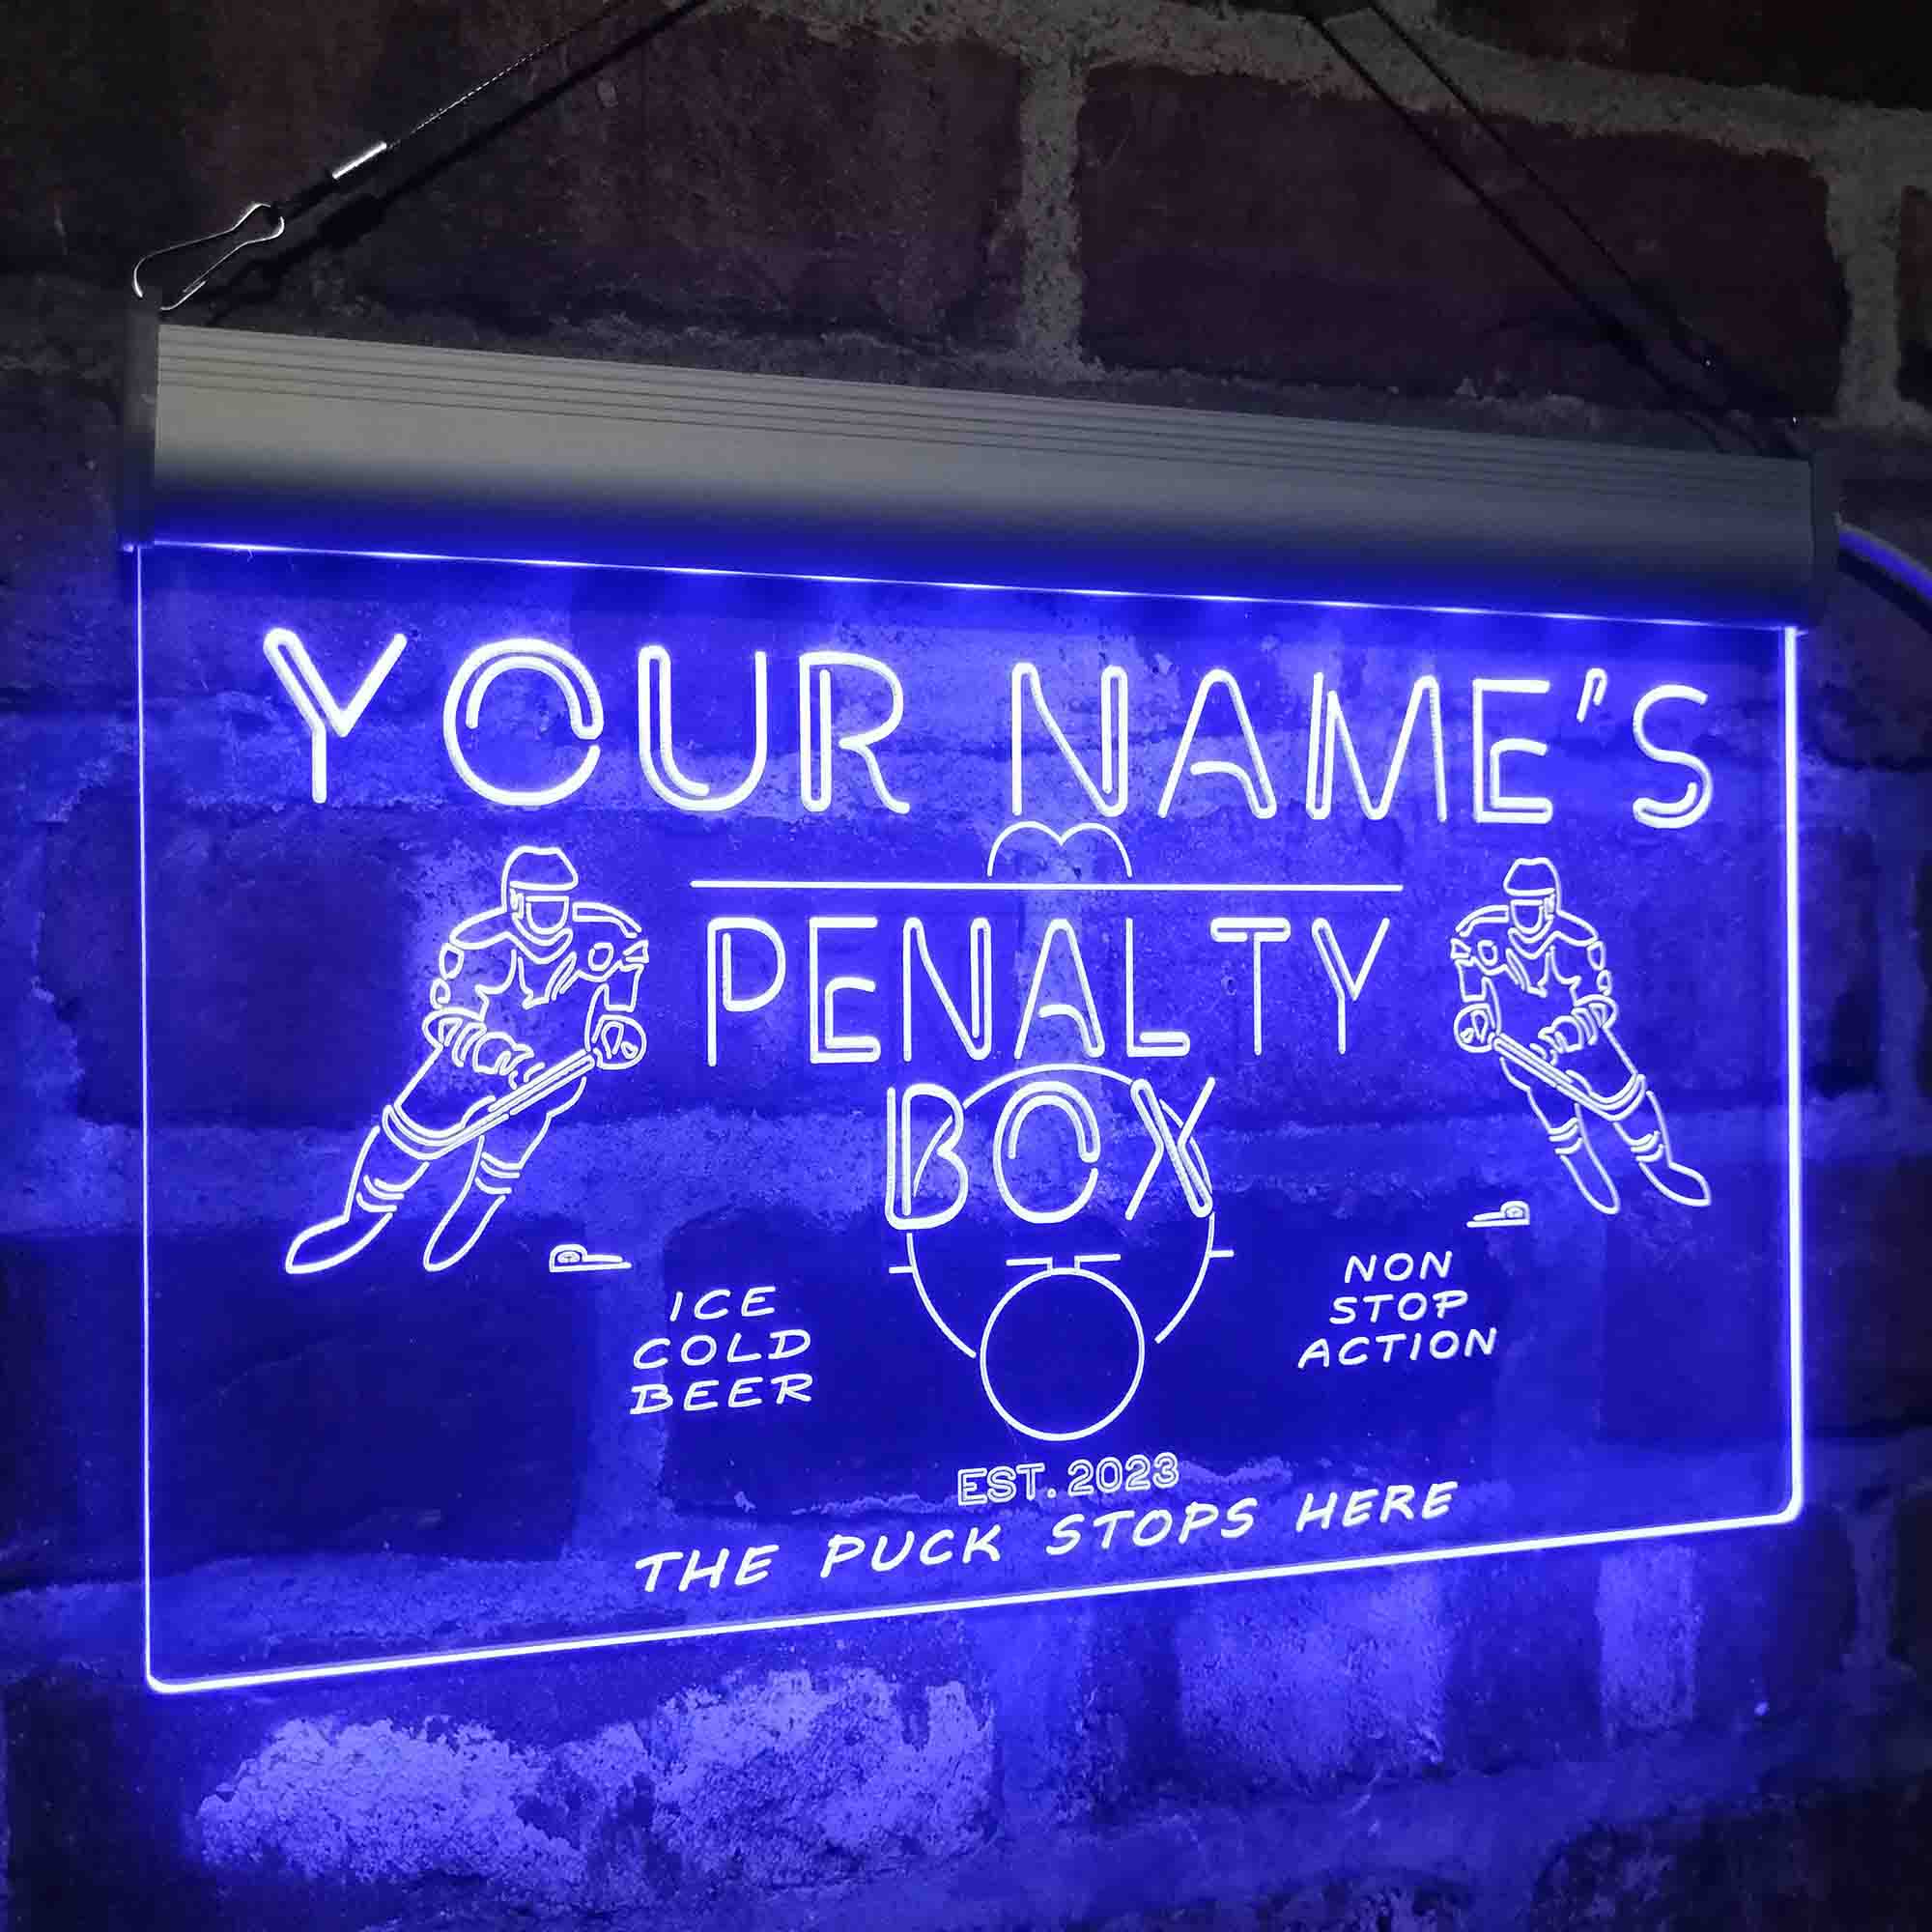 YOUR NAME'S
PENALTY
BOX
ICE
COLD
BEER
NON
STOP
ACTION
EST. 2023
THE PUCK STOPS HERE